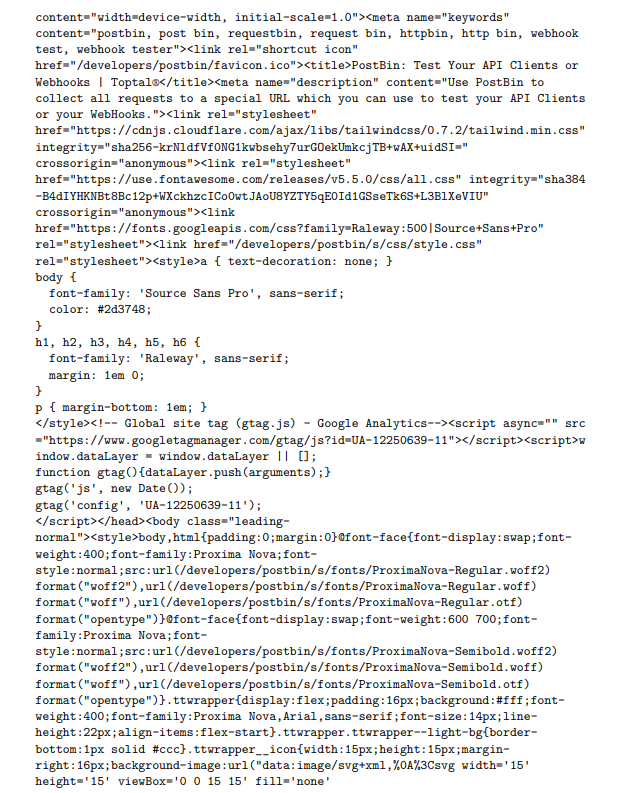 content="width=device-width, initial-scale=1.0"><meta name="keywords"
content="postbin, post bin, requestbin, request bin, httpbin, http bin, webhook
test, webhook tester"><link rel="shortcut icon"
href="/developers/postbin/favicon.ico"><title>PostBin: Test Your API Clients or
Webhooks | Toptal®</title><meta name="description" content="Use PostBin to
collect all requests to a special URL which you can use to test your API Clients
or your WebHooks."><link rel="stylesheet"
href="https://cdnjs.cloudflare.com/ajax/libs/tailwindcss/0.7.2/tailwind.min.css"
integrity="sha256-krNldfVf0NG1kwbsehy7urGOekUmkcjTB+wAX+uidSI="
crossorigin="anonymous"><link rel="stylesheet"
href="https://use.fontawesome.com/releases/v5.5.0/css/all.css" integrity="sha384
-B4dIYHKNBt8Bc12p+WXckhzcICo0wtJAoU8YZTY5qE0Id1GSseTk6S+L3BlXeVIU"
crossorigin="anonymous"><link
href="https://fonts.googleapis.com/css?family=Raleway:500|Source+Sans+Pro"
rel="stylesheet"><link href="/developers/postbin/s/css/style.css"
rel="stylesheet"><style>a { text-decoration: none; }
body {
  font-family: 'Source Sans Pro', sans-serif;
  color: #2d3748;
}
h1, h2, h3, h4, h5, h6 {
  font-family: 'Raleway', sans-serif;
  margin: 1em 0;
}
p { margin-bottom: 1em; }
</style><!-- Global site tag (gtag.js) - Google Analytics--><script async="" src
="https://www.googletagmanager.com/gtag/js?id=UA-12250639-11"></script><script>w
indow.dataLayer = window.dataLayer || [];
function gtag(){dataLayer.push(arguments);}
gtag('js', new Date());
gtag('config', 'UA-12250639-11');
</script></head><body class="leading-
normal"><style>body,html{padding:0;margin:0}@font-face{font-display:swap;font-
weight:400;font-family:Proxima Nova;font-
style:normal;src:url(/developers/postbin/s/fonts/ProximaNova-Regular.woff2)
format("woff2"),url(/developers/postbin/s/fonts/ProximaNova-Regular.woff)
format("woff"),url(/developers/postbin/s/fonts/ProximaNova-Regular.otf)
format("opentype")}@font-face{font-display:swap;font-weight:600 700;font-
family:Proxima Nova;font-
style:normal;src:url(/developers/postbin/s/fonts/ProximaNova-Semibold.woff2)
format("woff2"),url(/developers/postbin/s/fonts/ProximaNova-Semibold.woff)
format("woff"),url(/developers/postbin/s/fonts/ProximaNova-Semibold.otf)
format("opentype")}.ttwrapper{display:flex;padding:16px;background:#fff;font-
weight:400;font-family:Proxima Nova,Arial,sans-serif;font-size:14px;line-
height:22px;align-items:flex-start}.ttwrapper.ttwrapper--light-bg{border-
bottom:1px solid #ccc}.ttwrapper__icon{width:15px;height:15px;margin-
right:16px;background-image:url("data:image/svg+xml,%0A%3Csvg width='15'
height='15' viewBox='0 0 15 15' fill='none'